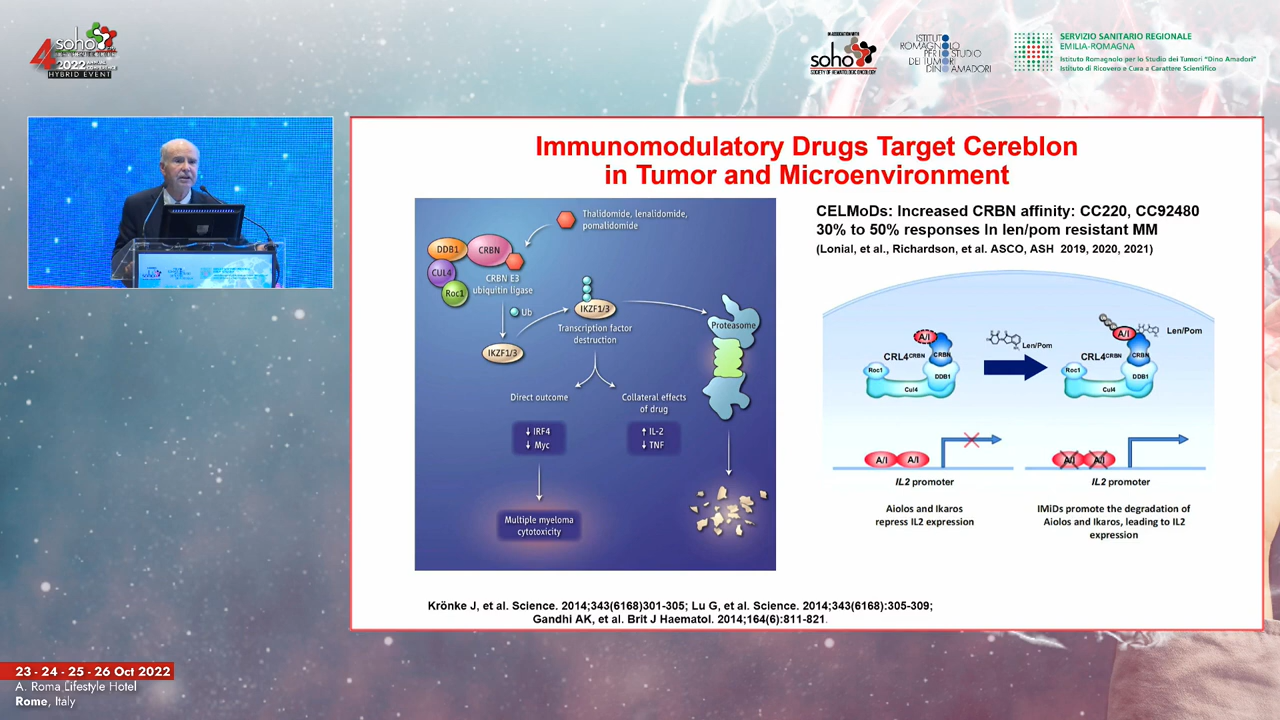 4
soho
2022 ANNUAL CONFERENCE
HYBRID EVENT
IN ASSOCIATION WITH
soho
SOCIETY OF HEMATOLOGIC ONCOLOGY
ISTITUTO
ROMAGNOLO
PER LO STUDIO
DEI TUMORI
DINO AMADORI
SERVIZIO SANITARIO REGIONALE
EMILIA-ROMAGNA
Istituto Romagnolo per lo Studio dei Tumori "Dino Amadori"
Istituto di Ricovero e Cura a Carattere Scientifico
Immunomodulatory Drugs Target Cereblon
in Tumor and Microenvironment
Thalidomide, lenalidomide,
pomalidomide
DDB1
CRBN
CUL4
Roc1
CRBN E3
ubiquitin ligase
Ub
IKZF1/3
IKZF1/3
Transcription factor
destruction
Proteasome
Direct outcome
Collateral effects
of drug
↓ IRF4
↓ Myc
↑ IL-2
↓ TNF
Multiple myeloma
cytotoxicity
CELMoDs: Increased CRBN affinity: CC220, CC92480
30% to 50% responses In len/pom resistant MM
(Lonial, et al., Richardson, et al. ASCO, ASH 2019, 2020, 2021)
A/I
CRL4CRBN
CRBN
Roc1
DDB1
Cul4
Len/Pom
A/I
Len/Pom
CRL4CRBN
CRBN
Roc1
DDB1
Cul4
A/I A/I
IL2 promoter
A/I A/I
IL2 promoter
Aiolos and Ikaros
repress IL2 expression
IMiDs promote the degradation of
Aiolos and Ikaros, leading to IL2
expression
Krönke J, et al. Science. 2014;343(6168)301-305; Lu G, et al. Science. 2014;343(6168):305-309;
Gandhi AK, et al. Brit J Haematol. 2014;164(6):811-821.
23 - 24 - 25 - 26 Oct 2022
A. Roma Lifestyle Hotel
Rome, Italy